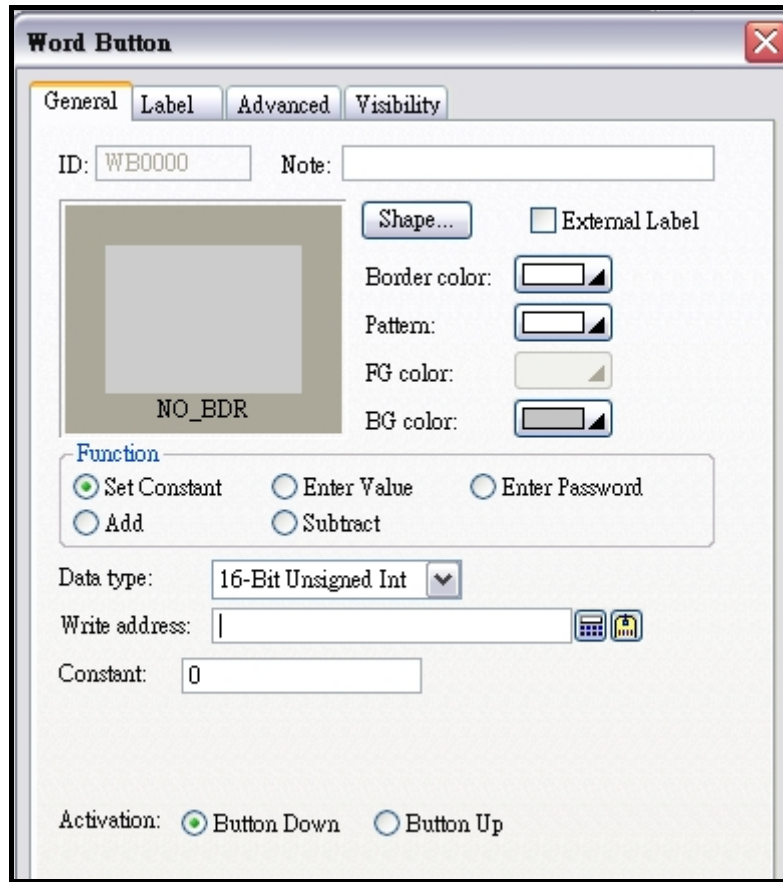 Word Button
General Label Advanced Visibility
ID: WB0000 Note:
Shape... External Label
Border color:
Pattern:
FG color:
NO_BDR
BG color:
Function
Set Constant Enter Value Enter Password
Add Subtract
Data type: 16-Bit Unsigned Int
Write address:
Constant: 0
Activation: Button Down Button Up